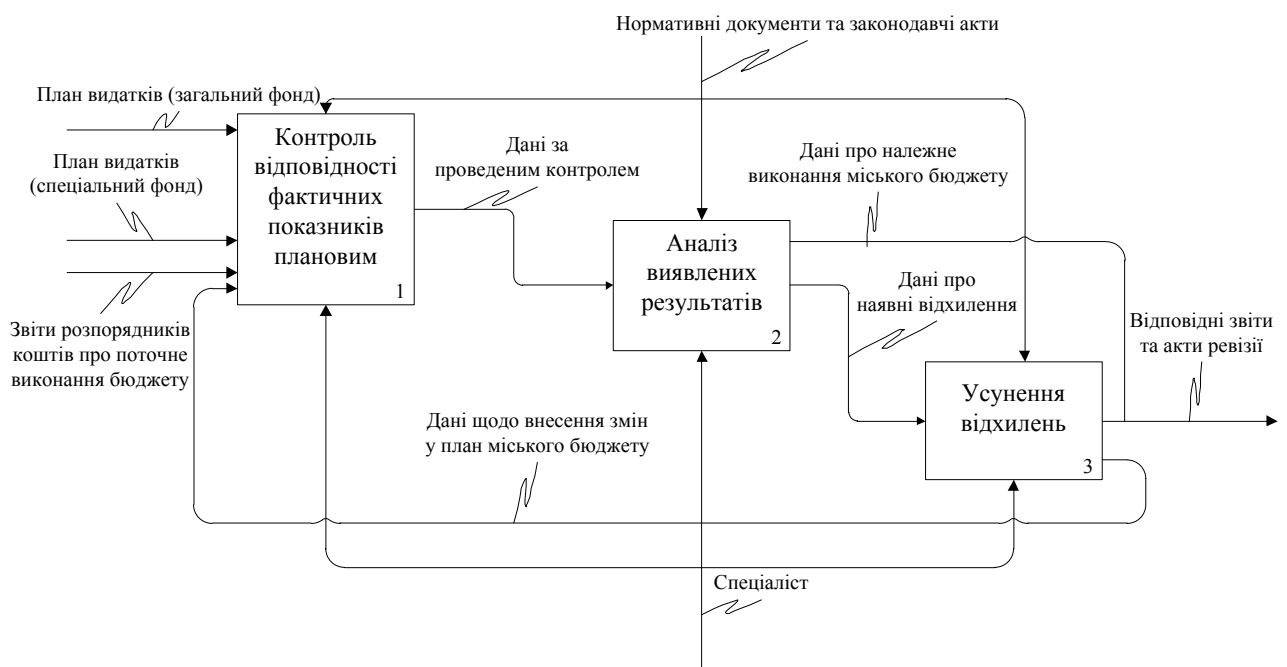 Нормативні документи та законодавчі акти
План видатків (загальний фонд)
Контроль
відповідності
фактичних
показників
плановим
1
План видатків
(спеціальний фонд)
Дані за
проведеним контролем
Дані про належне
виконання міського бюджету
Аналіз
виявлених
результатів
2
Дані про
наявні відхилення
Звіти розпорядників
коштів про поточне
виконання бюджету
Відповідні звіти
та акти ревізії
Усунення
відхилень
3
Дані щодо внесення змін
у план міського бюджету
Спеціаліст